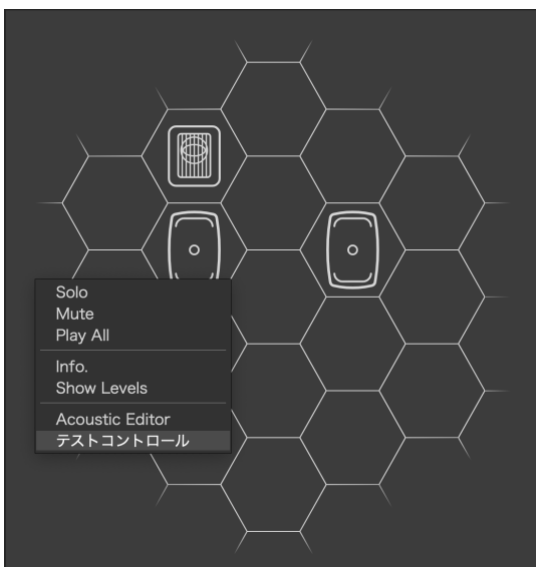 Solo
Mute
Play All
Info.
Show Levels
Acoustic Editor
テストコントロール